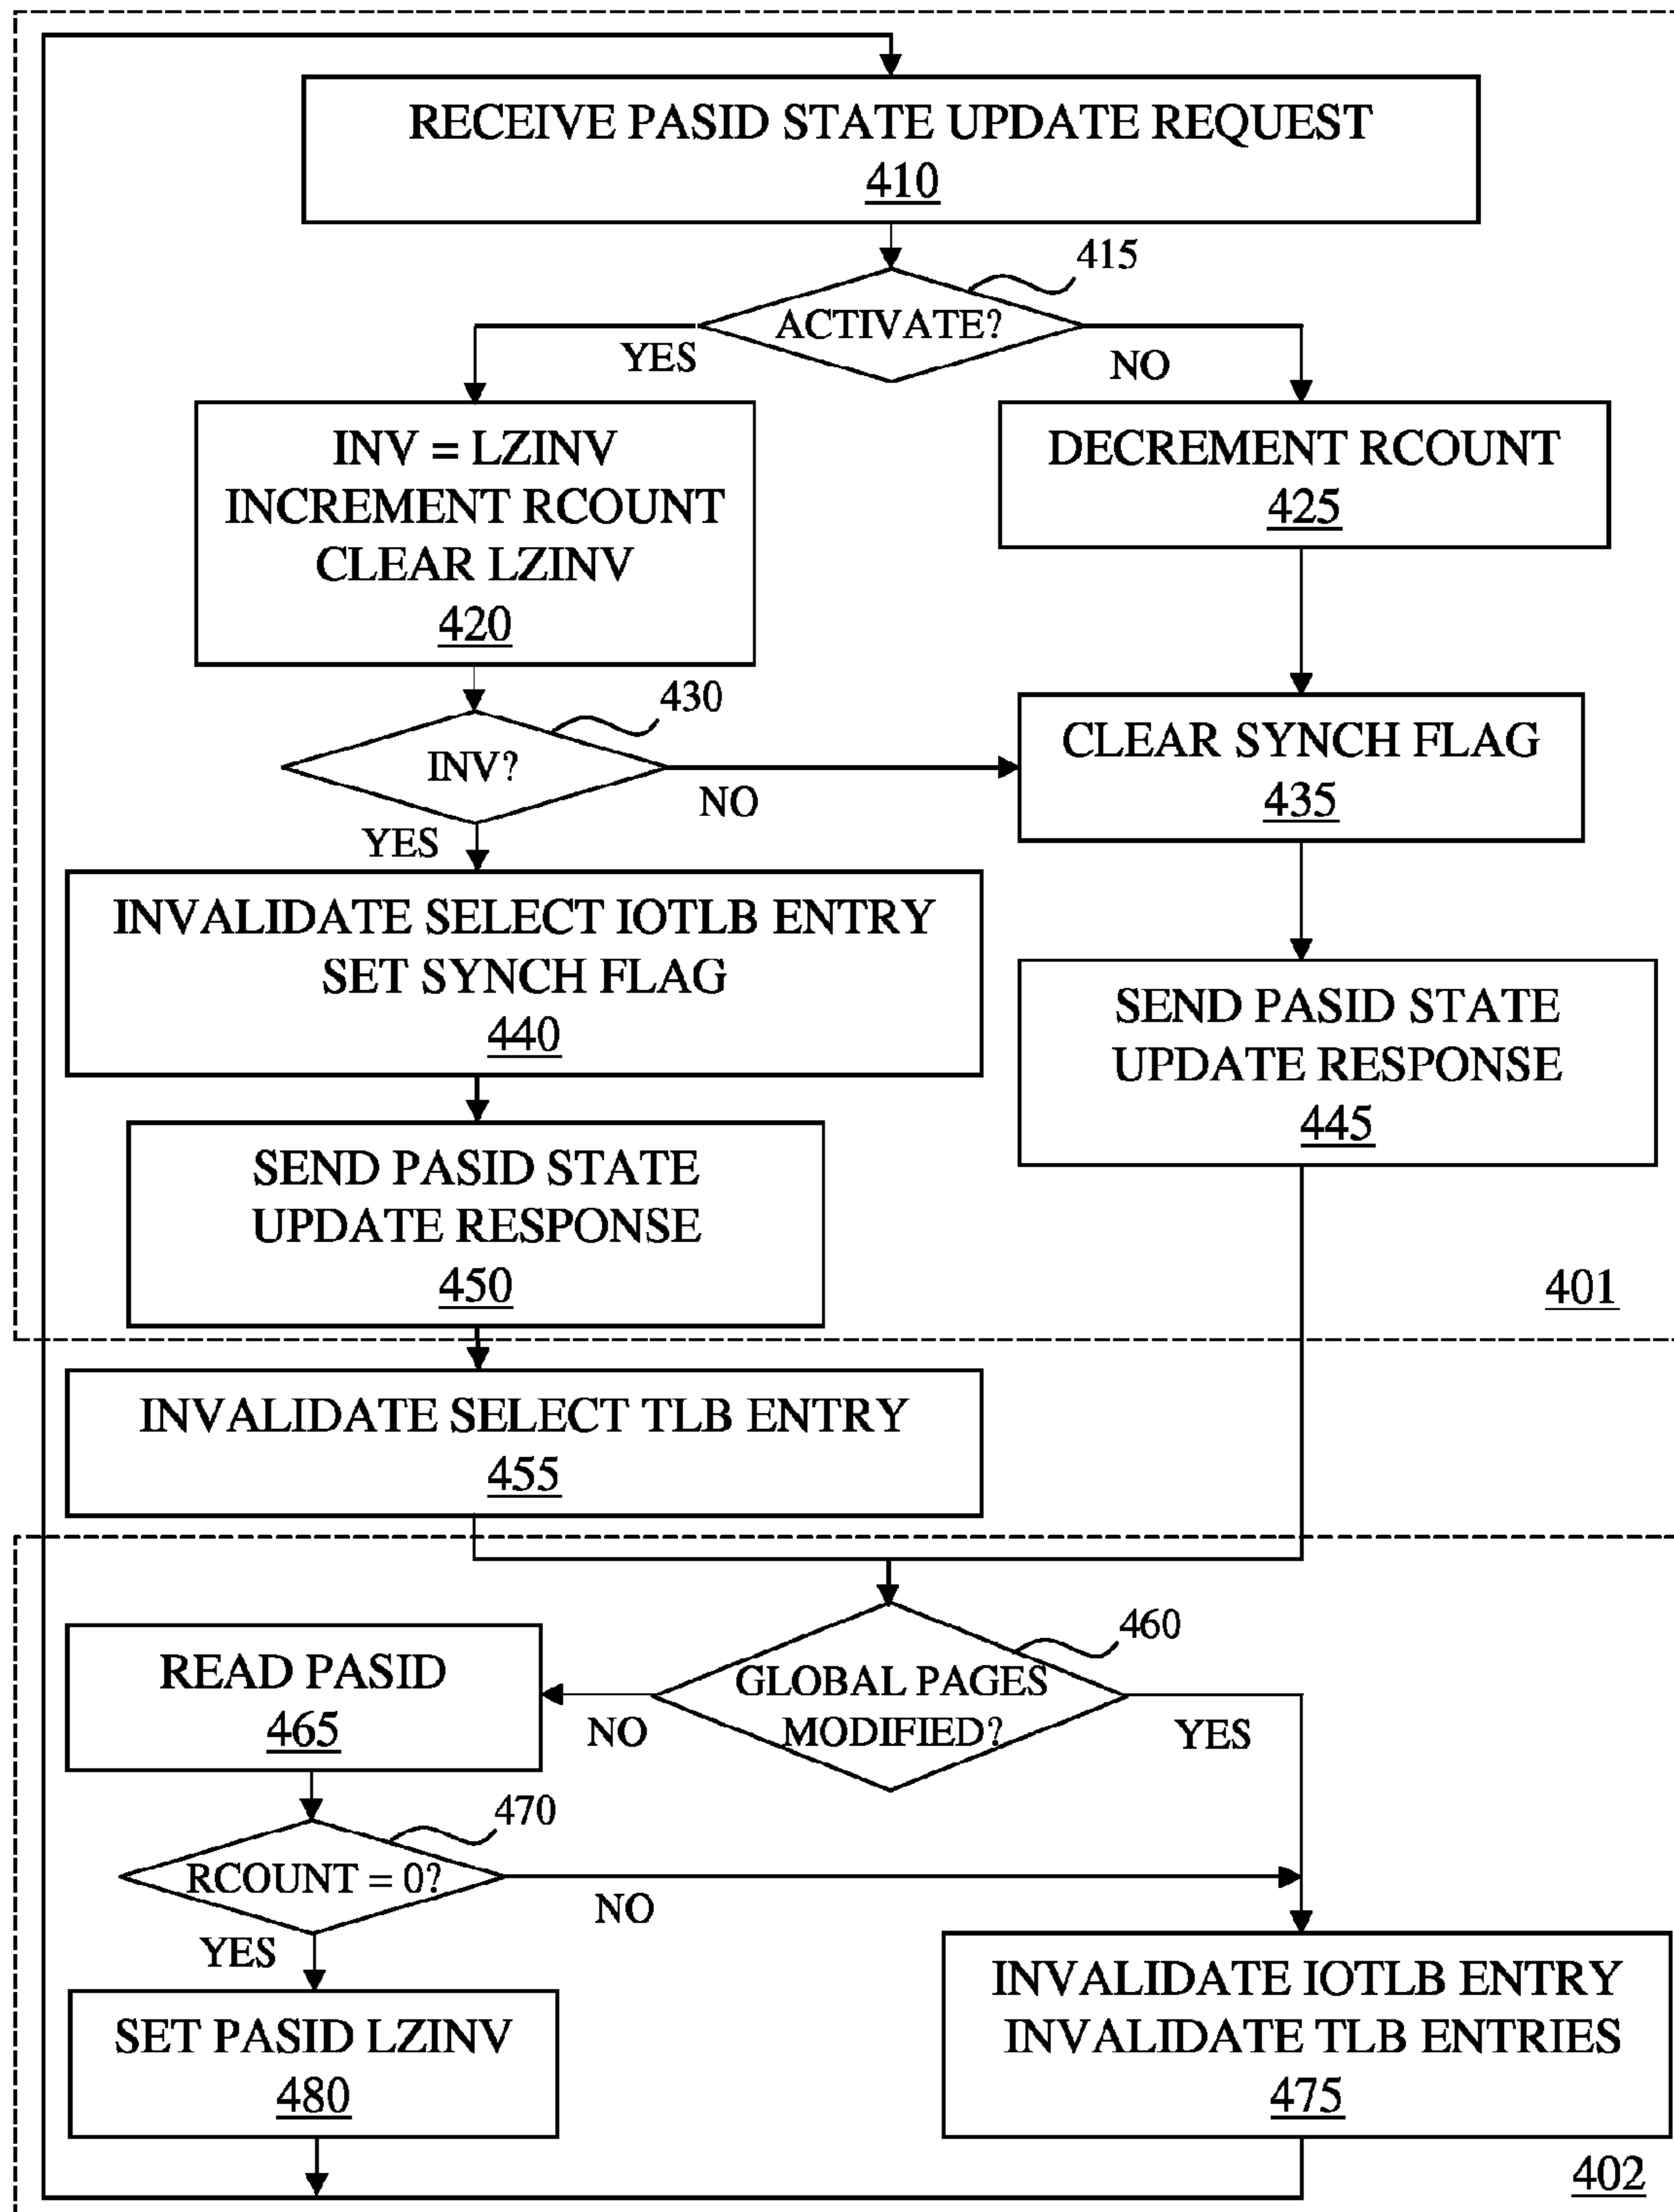 RECEIVE PASID STATE UPDATE REQUEST
410
415
ACTIVATE?
YES
NO
INV = LZINV
INCREMENT RCOUNT
CLEAR LZINV
420
DECREMENT RCOUNT
425
430
INV?
NO
YES
CLEAR SYNCH FLAG
435
INVALIDATE SELECT IOTLB ENTRY
SET SYNCH FLAG
440
SEND PASID STATE
UPDATE RESPONSE
445
SEND PASID STATE
UPDATE RESPONSE
450
401
INVALIDATE SELECT TLB ENTRY
455
460
GLOBAL PAGES
MODIFIED?
NO
YES
READ PASID
465
470
RCOUNT = 0?
NO
YES
INVALIDATE IOTLB ENTRY
INVALIDATE TLB ENTRIES
475
SET PASID LZINV
480
402